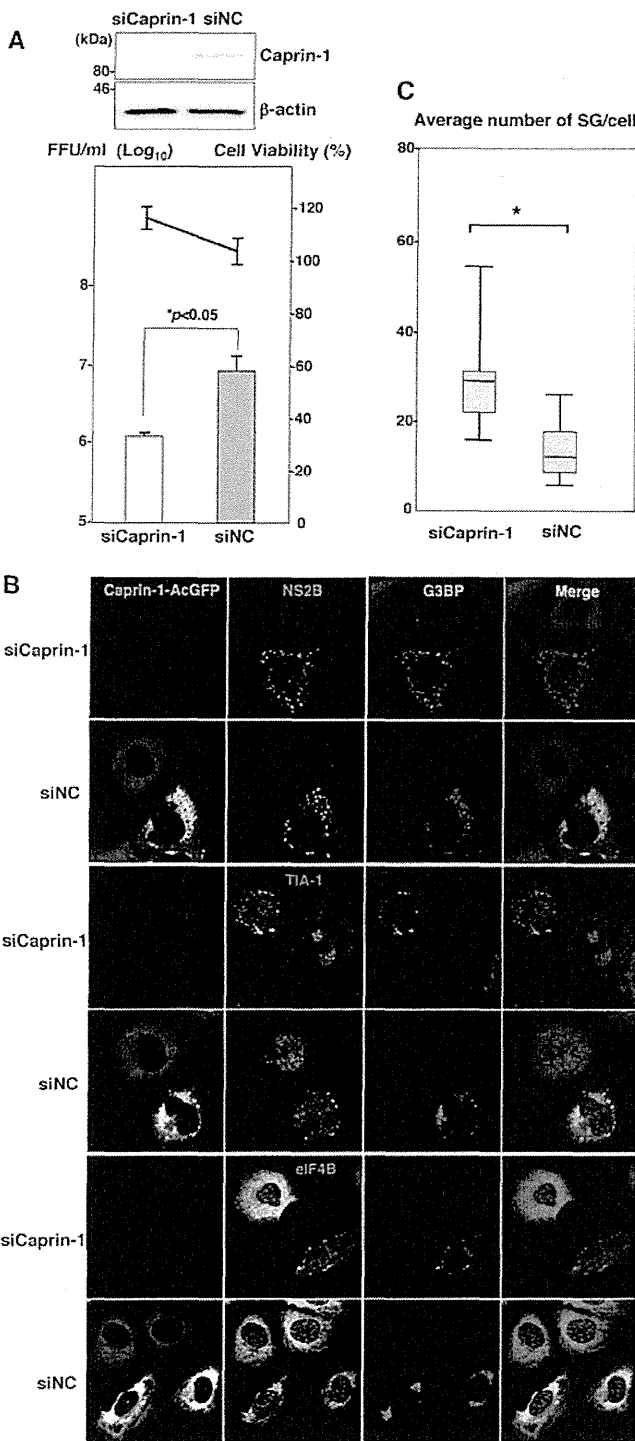 A
siCaprin-1 siNC
(kDa)
Caprin-1
80
46
β-actin
FFU/ml (Log10) Cell Viability (%)
8
7
6
5
120
100
80
60
40
20
0
*p<0.05
siCaprin-1 siNC
C
Average number of SG/cell
80
60
40
20
0
*
siCaprin-1 siNC
B
Caprin-1-AcGFP NS2B G3BP Merge
siCaprin-1
siNC
TIA-1
siCaprin-1
siNC
eIF4B
siCaprin-1
siNC